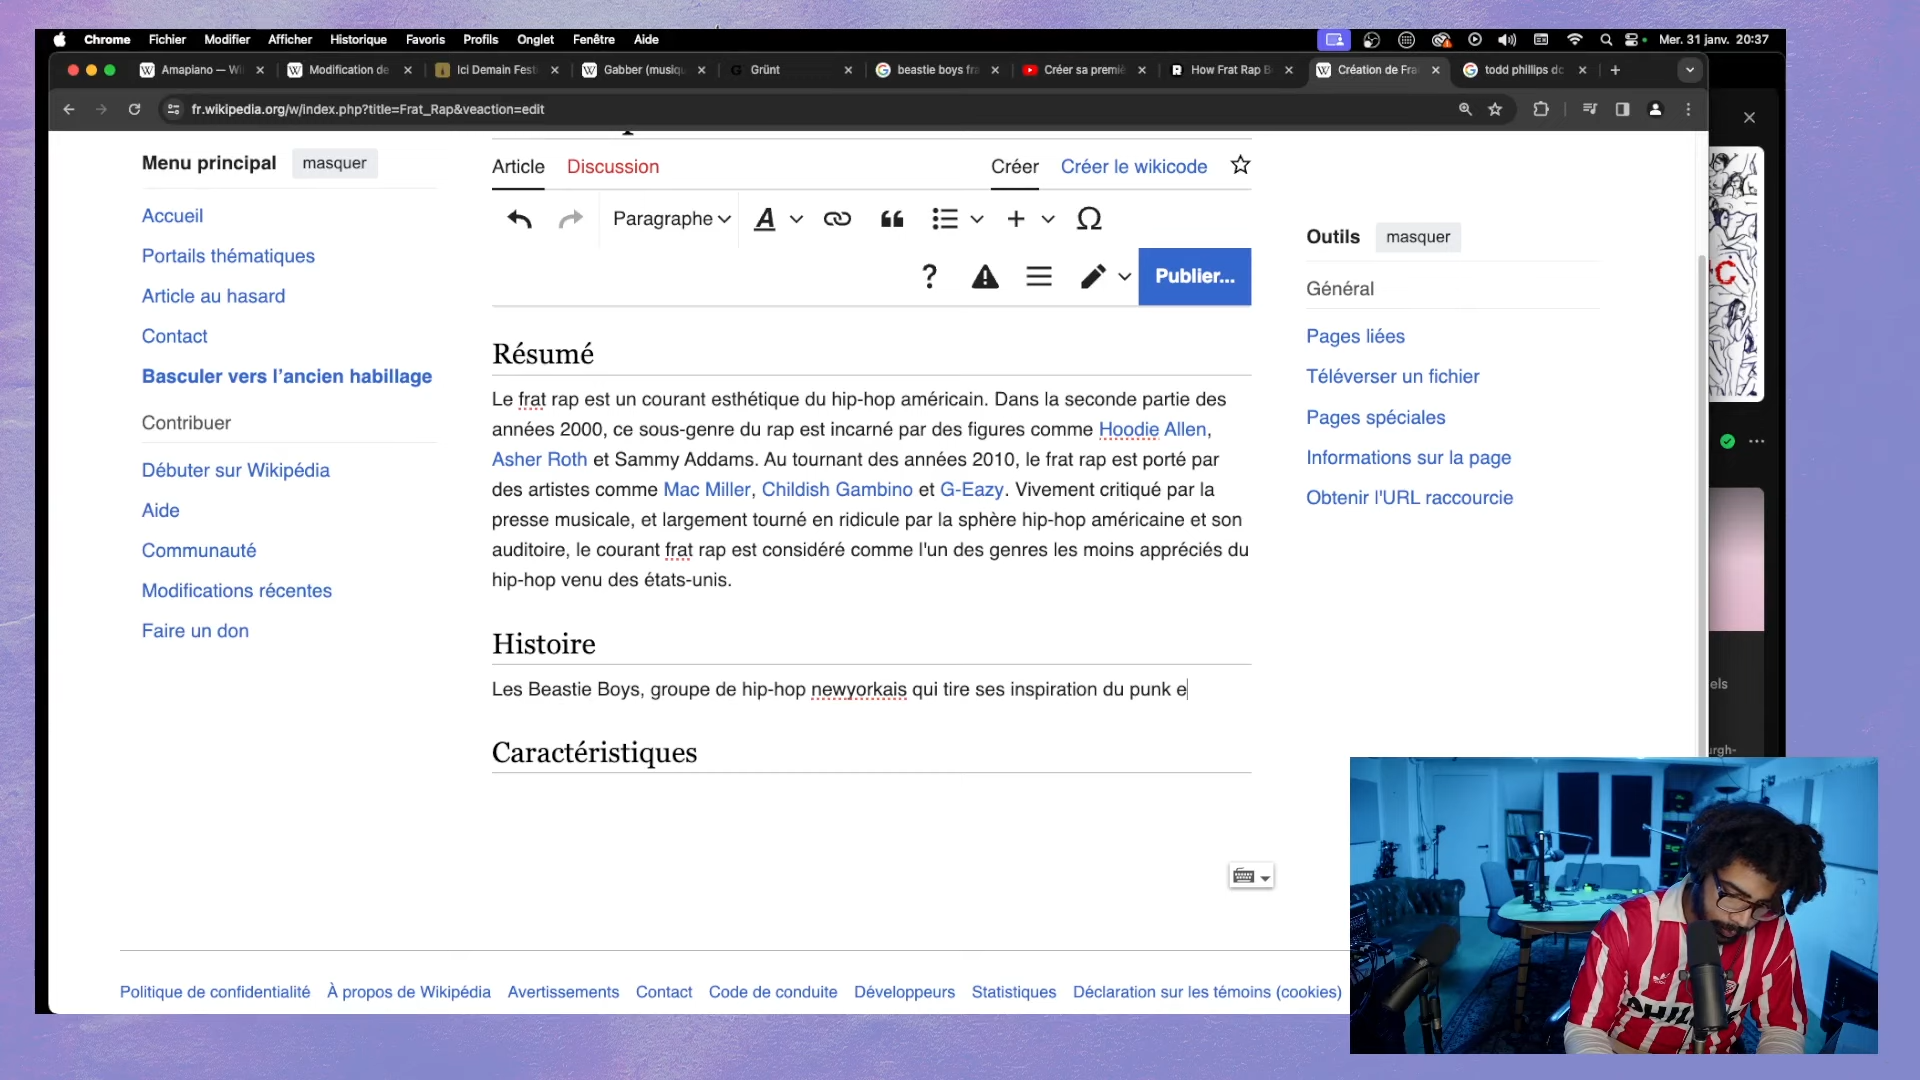 Chrome Fichier Modifier Afficher Historique Favoris Profils Onglet Fenêtre Aide Mer. 31 janv. 20:37
Amapiano — Wi Modification de Ici Demain Fest Gabber (musiqu Grünt beastie boys fra Créer sa premiè How Frat Rap B Création de Fra todd phillips do
fr.wikipedia.org/w/index.php?title=Frat_Rap&veaction=edit
Menu principal masquer
Accueil
Portails thématiques
Article au hasard
Contact
Basculer vers l’ancien habillage
Contribuer
Débuter sur Wikipédia
Aide
Communauté
Modifications récentes
Faire un don
Article Discussion Créer Créer le wikicode
Paragraphe
Publier...
Résumé
Le frat rap est un courant esthétique du hip-hop américain. Dans la seconde partie des
années 2000, ce sous-genre du rap est incarné par des figures comme Hoodie Allen,
Asher Roth et Sammy Addams. Au tournant des années 2010, le frat rap est porté par
des artistes comme Mac Miller, Childish Gambino et G-Eazy. Vivement critiqué par la
presse musicale, et largement tourné en ridicule par la sphère hip-hop américaine et son
auditoire, le courant frat rap est considéré comme l'un des genres les moins appréciés du
hip-hop venu des états-unis.
Histoire
Les Beastie Boys, groupe de hip-hop newyorkais qui tire ses inspiration du punk e
Caractéristiques
Outils masquer
Général
Pages liées
Téléverser un fichier
Pages spéciales
Informations sur la page
Obtenir l'URL raccourcie
els
urgh-
Politique de confidentialité À propos de Wikipédia Avertissements Contact Code de conduite Développeurs Statistiques Déclaration sur les témoins (cookies)